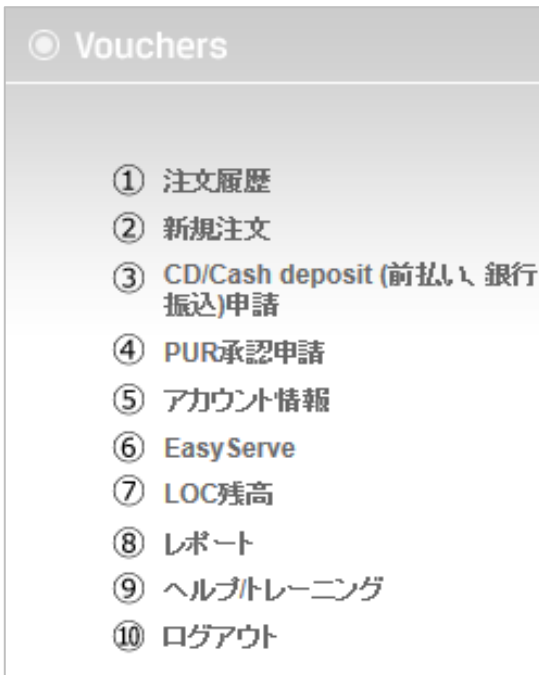 Vouchers
① 注文履歴
② 新規注文
③ CD/Cash deposit (前払い、銀行
振込)申請
④ PUR承認申請
⑤ アカウント情報
⑥ EasyServe
⑦ LOC残高
⑧ レポート
⑨ ヘルプ/トレーニング
⑩ ログアウト